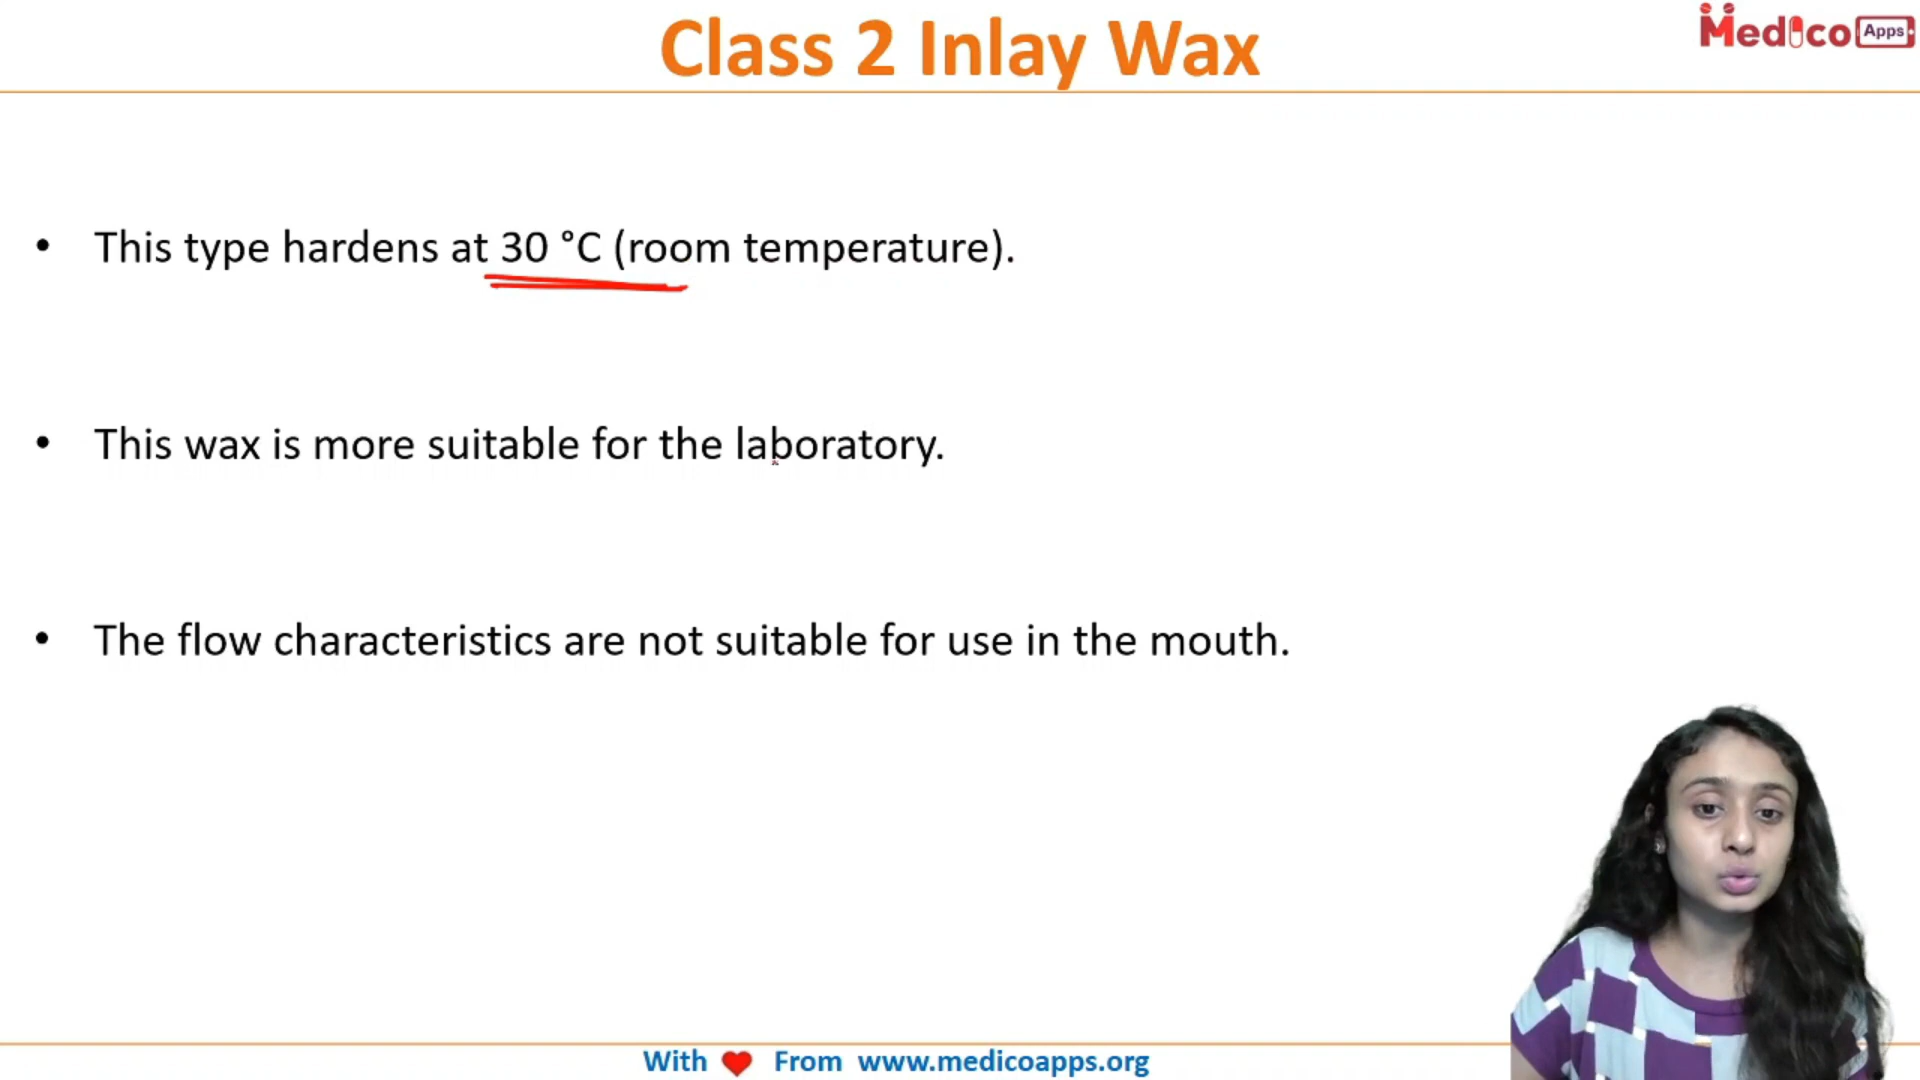 Class 2 Inlay Wax
Medico Apps
• This type hardens at 30 °C (room temperature).
• This wax is more suitable for the laboratory.
• The flow characteristics are not suitable for use in the mouth.
With ❤ From www.medicoapps.org